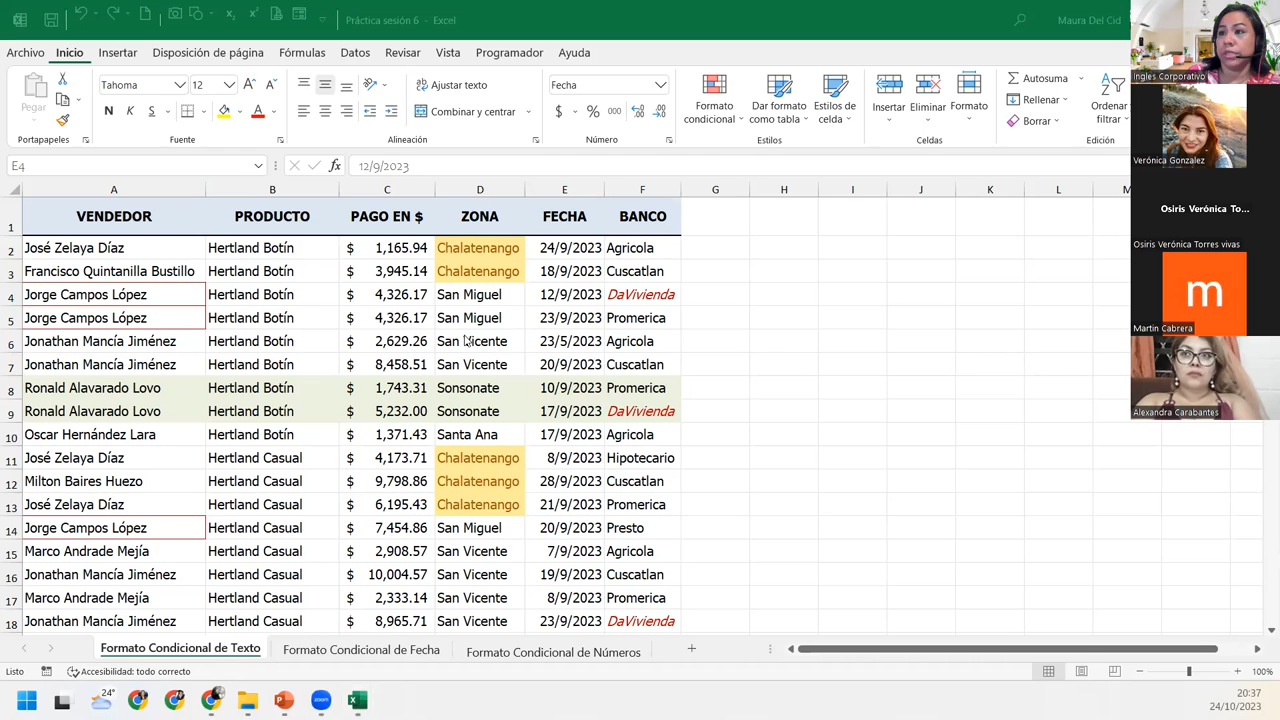 Práctica sesión 6 - Excel
Maura Del Cid
Archivo Inicio Insertar Disposición de página Fórmulas Datos Revisar Vista Programador Ayuda
Pegar
Tahoma 12
N K S
Ajustar texto
Combinar y centrar
Fecha
$ %
Formato condicional
Dar formato como tabla
Estilos de celda
Insertar
Eliminar
Formato
Autosuma
Rellenar
Borrar
Ordenar filtrar
Portapapeles Fuente Alineación Número Estilos Celdas Edición
E4 fx 12/9/2023
A B C D E F G H I J K L M
1 VENDEDOR PRODUCTO PAGO EN $ ZONA FECHA BANCO
2 José Zelaya Díaz Hertland Botín $ 1,165.94 Chalatenango 24/9/2023 Agricola
3 Francisco Quintanilla Bustillo Hertland Botín $ 3,945.14 Chalatenango 18/9/2023 Cuscatlan
4 Jorge Campos López Hertland Botín $ 4,326.17 San Miguel 12/9/2023 DaVivienda
5 Jorge Campos López Hertland Botín $ 4,326.17 San Miguel 23/9/2023 Promerica
6 Jonathan Mancía Jiménez Hertland Botín $ 2,629.26 San Vicente 23/5/2023 Agricola
7 Jonathan Mancía Jiménez Hertland Botín $ 8,458.51 San Vicente 20/9/2023 Cuscatlan
8 Ronald Alavarado Lovo Hertland Botín $ 1,743.31 Sonsonate 10/9/2023 Promerica
9 Ronald Alavarado Lovo Hertland Botín $ 5,232.00 Sonsonate 17/9/2023 DaVivienda
10 Oscar Hernández Lara Hertland Botín $ 1,371.43 Santa Ana 17/9/2023 Agricola
11 José Zelaya Díaz Hertland Casual $ 4,173.71 Chalatenango 8/9/2023 Hipotecario
12 Milton Baires Huezo Hertland Casual $ 9,798.86 Chalatenango 28/9/2023 Cuscatlan
13 José Zelaya Díaz Hertland Casual $ 6,195.43 Chalatenango 21/9/2023 Promerica
14 Jorge Campos López Hertland Casual $ 7,454.86 San Miguel 20/9/2023 Presto
15 Marco Andrade Mejía Hertland Casual $ 2,908.57 San Vicente 7/9/2023 Agricola
16 Jonathan Mancía Jiménez Hertland Casual $ 10,004.57 San Vicente 19/9/2023 Cuscatlan
17 Marco Andrade Mejía Hertland Casual $ 2,333.14 San Vicente 8/9/2023 Promerica
18 Jonathan Mancía Jiménez Hertland Casual $ 8,965.71 San Vicente 23/9/2023 DaVivienda
Formato Condicional de Texto Formato Condicional de Fecha Formato Condicional de Números
Listo Accesibilidad: todo correcto 100%
24°
20:37
24/10/2023
Ingles Corporativo
Verónica Gonzalez
Osiris Verónica To...
Osiris Verónica Torres vivas
m
Martin Cabrera
Alexandra Carabantes